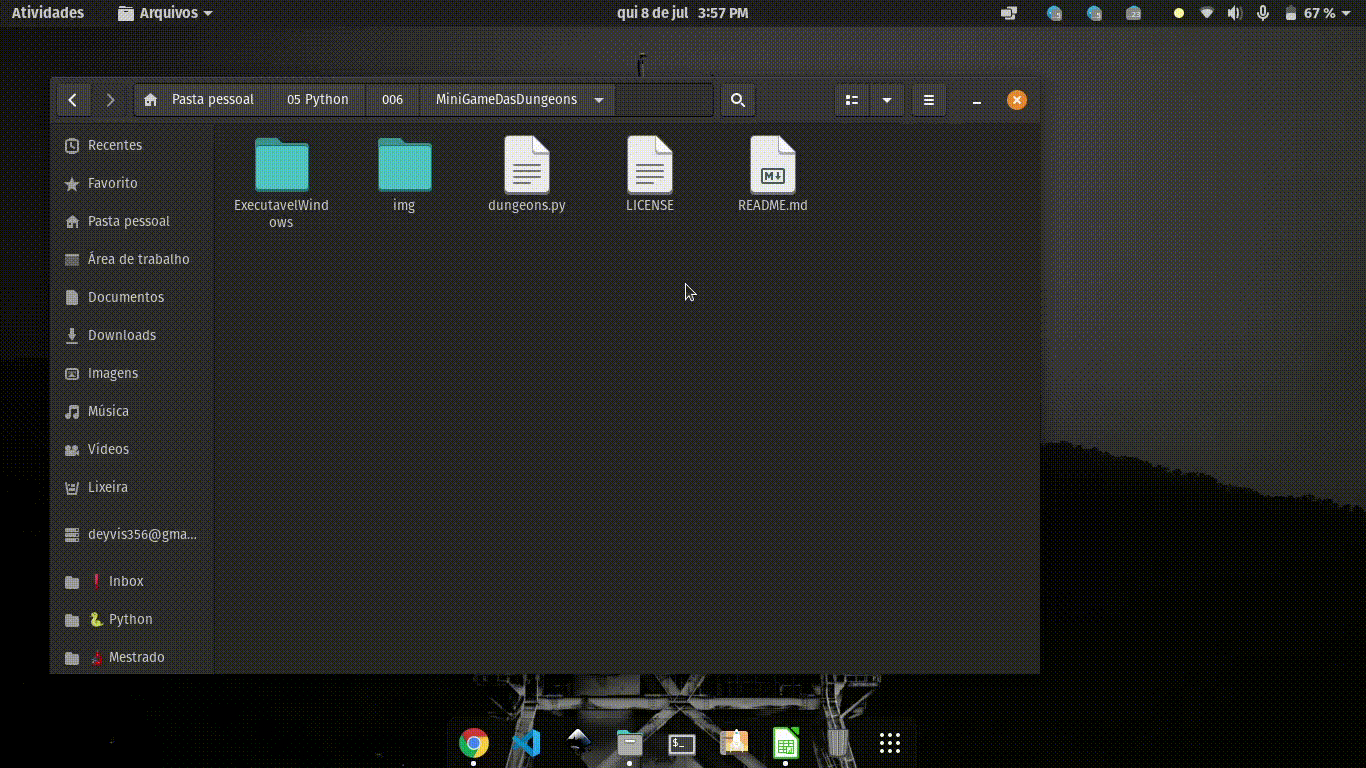 Atividades
Arquivos
qui 8 de jul 3:57 PM
67 %
Pasta pessoal
05 Python
006
MiniGameDasDungeons
Recentes
Favorito
Pasta pessoal
Área de trabalho
Documentos
Downloads
Imagens
Música
Vídeos
Lixeira
deyvis356@gma...
Inbox
Python
Mestrado
ExecutavelWind
ows
img
dungeons.py
LICENSE
README.md